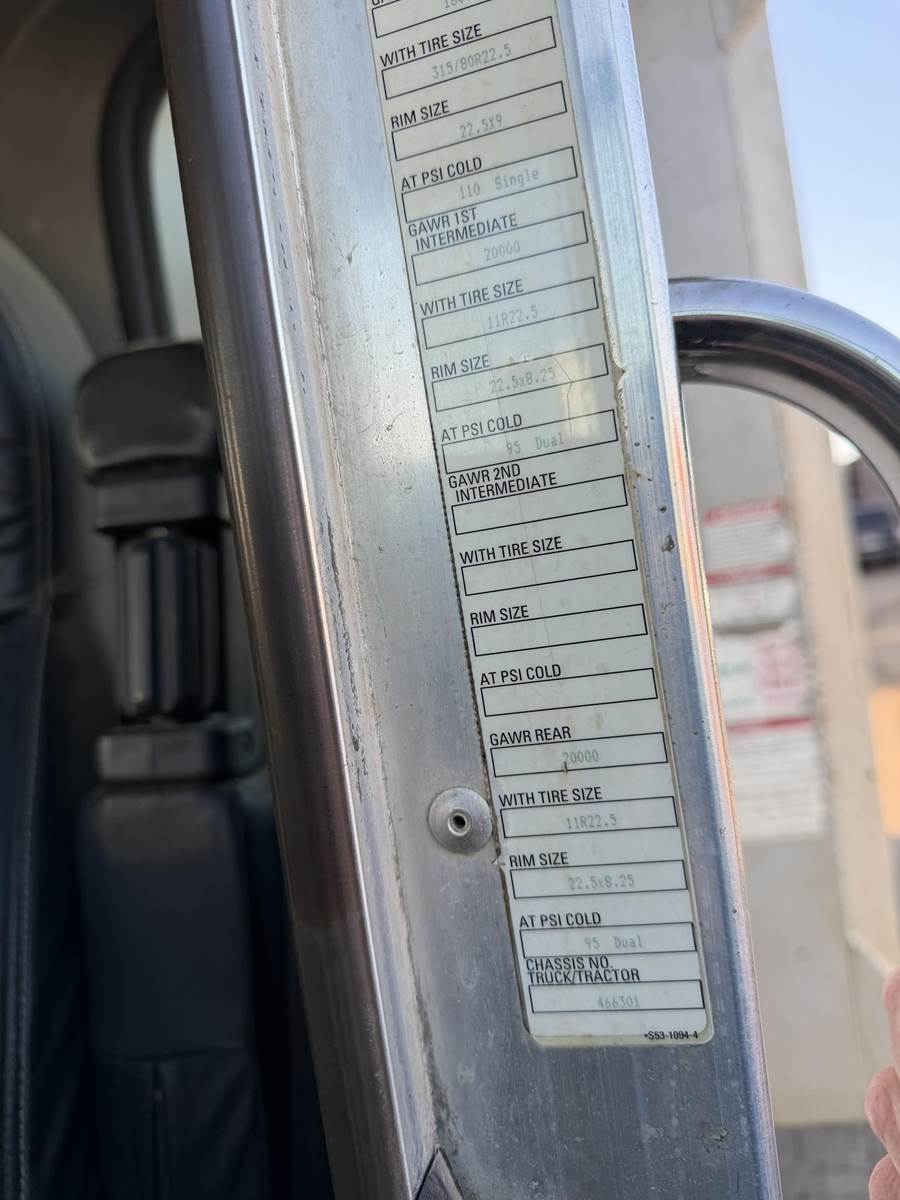 WITH TIRE SIZE
315/80R22.5
RIM SIZE
22.5X9
AT PSI COLD
110 Single
GAWR 1ST
INTERMEDIATE
20000
WITH TIRE SIZE
11R22.5
RIM SIZE
22.5x8.25
AT PSI COLD
95 Dual
GAWR 2ND
INTERMEDIATE
WITH TIRE SIZE
RIM SIZE
AT PSI COLD
GAWR REAR
20000
WITH TIRE SIZE
11R22.5
RIM SIZE
22.5x8.25
AT PSI COLD
95 Dual
CHASSIS NO.
TRUCK/TRACTOR
466301
*S53-1094-4